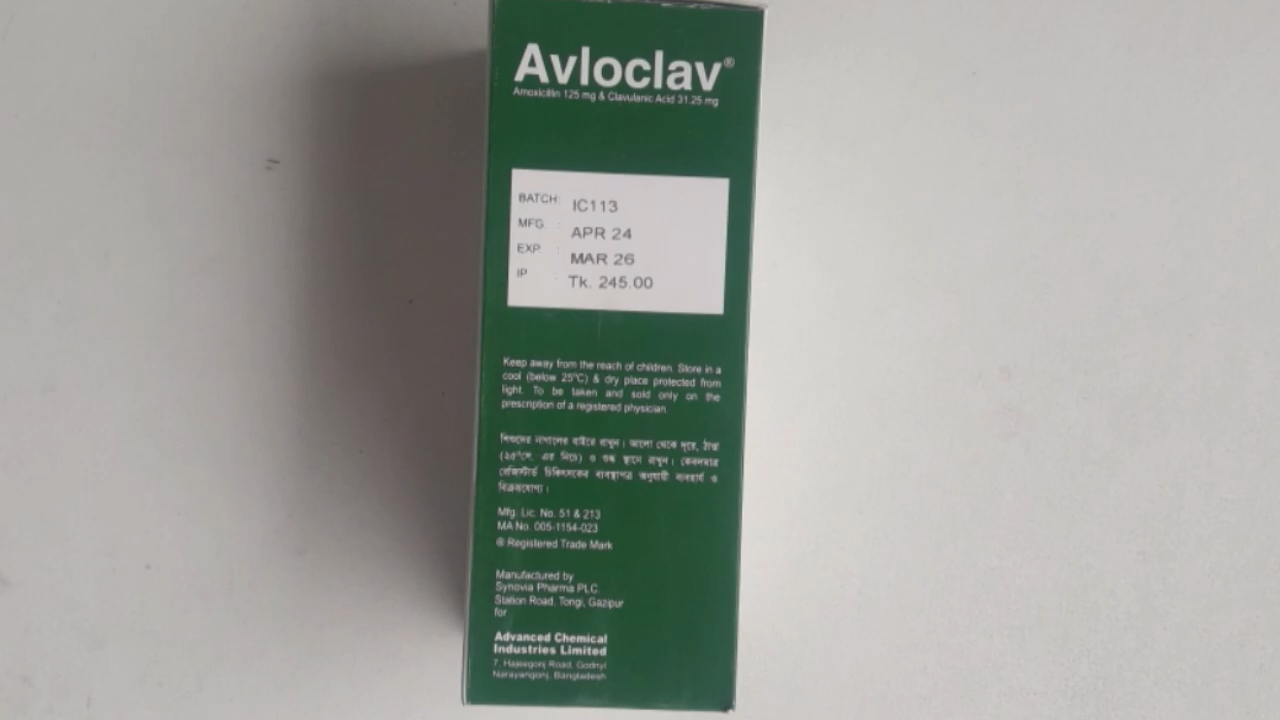 Avloclav®
Amoxicillin 125 mg & Clavulanic Acid 31.25 mg
BATCH: IC113
MFG. : APR 24
EXP. : MAR 26
IP : Tk. 245.00
Keep away from the reach of children. Store in a
cool (below 25°C) & dry place protected from
light. To be taken and sold only on the
prescription of a registered physician.
শিশুদের নাগালের বাইরে রাখুন। আলো থেকে দূরে, ঠান্ডা
(২৫°সে. এর নিচে) ও শুষ্ক স্থানে রাখুন। কেবলমাত্র
রেজিস্টার্ড চিকিৎসকের ব্যবস্থাপত্র অনুযায়ী ব্যবহার্য ও
বিক্রয়যোগ্য।
Mfg. Lic. No. 51 & 213
MA No. 005-1154-023
® Registered Trade Mark
Manufactured by
Synovia Pharma PLC.
Station Road, Tongi, Gazipur
for
Advanced Chemical
Industries Limited
7, Hajeegonj Road, Godnyl
Narayangonj, Bangladesh